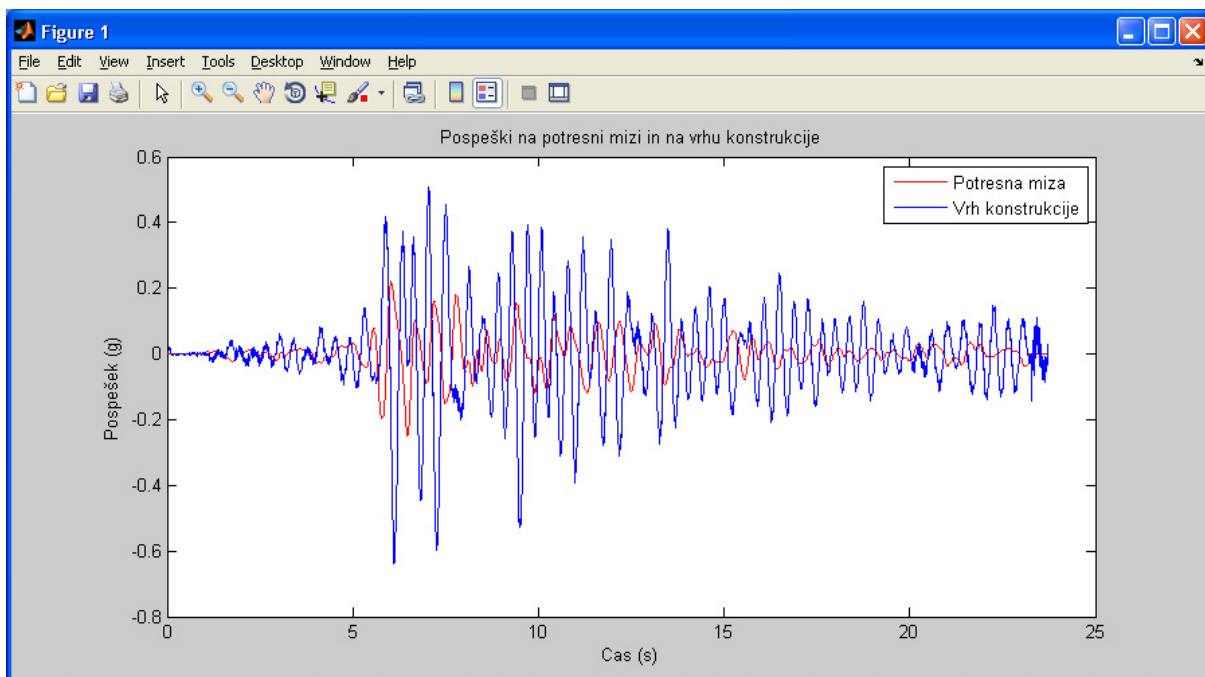 Figure 1
File Edit View Insert Tools Desktop Window Help
Pospeški na potresni mizi in na vrhu konstrukcije
0.6
0.4
0.2
0
-0.2
-0.4
-0.6
-0.8
Pospešek (g)
Potresna miza
Vrh konstrukcije
0 5 10 15 20 25
Cas (s)